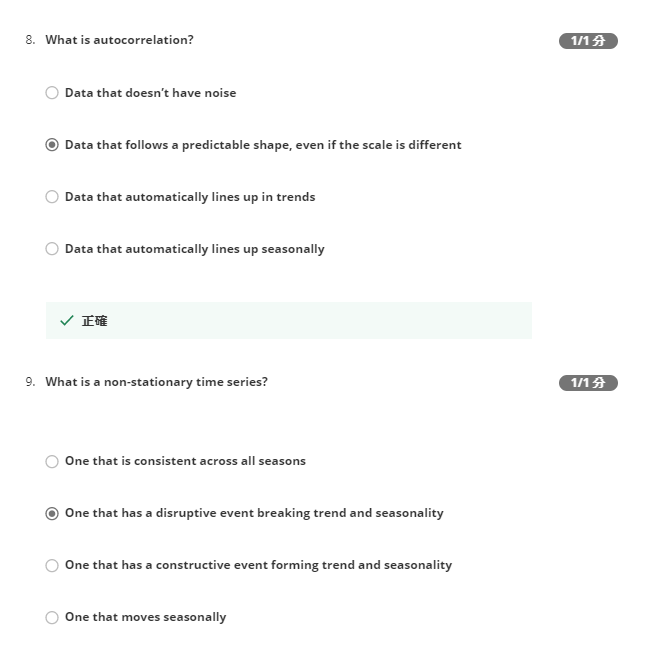 8. What is autocorrelation?
1/1 分
Data that doesn’t have noise
Data that follows a predictable shape, even if the scale is different
Data that automatically lines up in trends
Data that automatically lines up seasonally
正確
9. What is a non-stationary time series?
1/1 分
One that is consistent across all seasons
One that has a disruptive event breaking trend and seasonality
One that has a constructive event forming trend and seasonality
One that moves seasonally